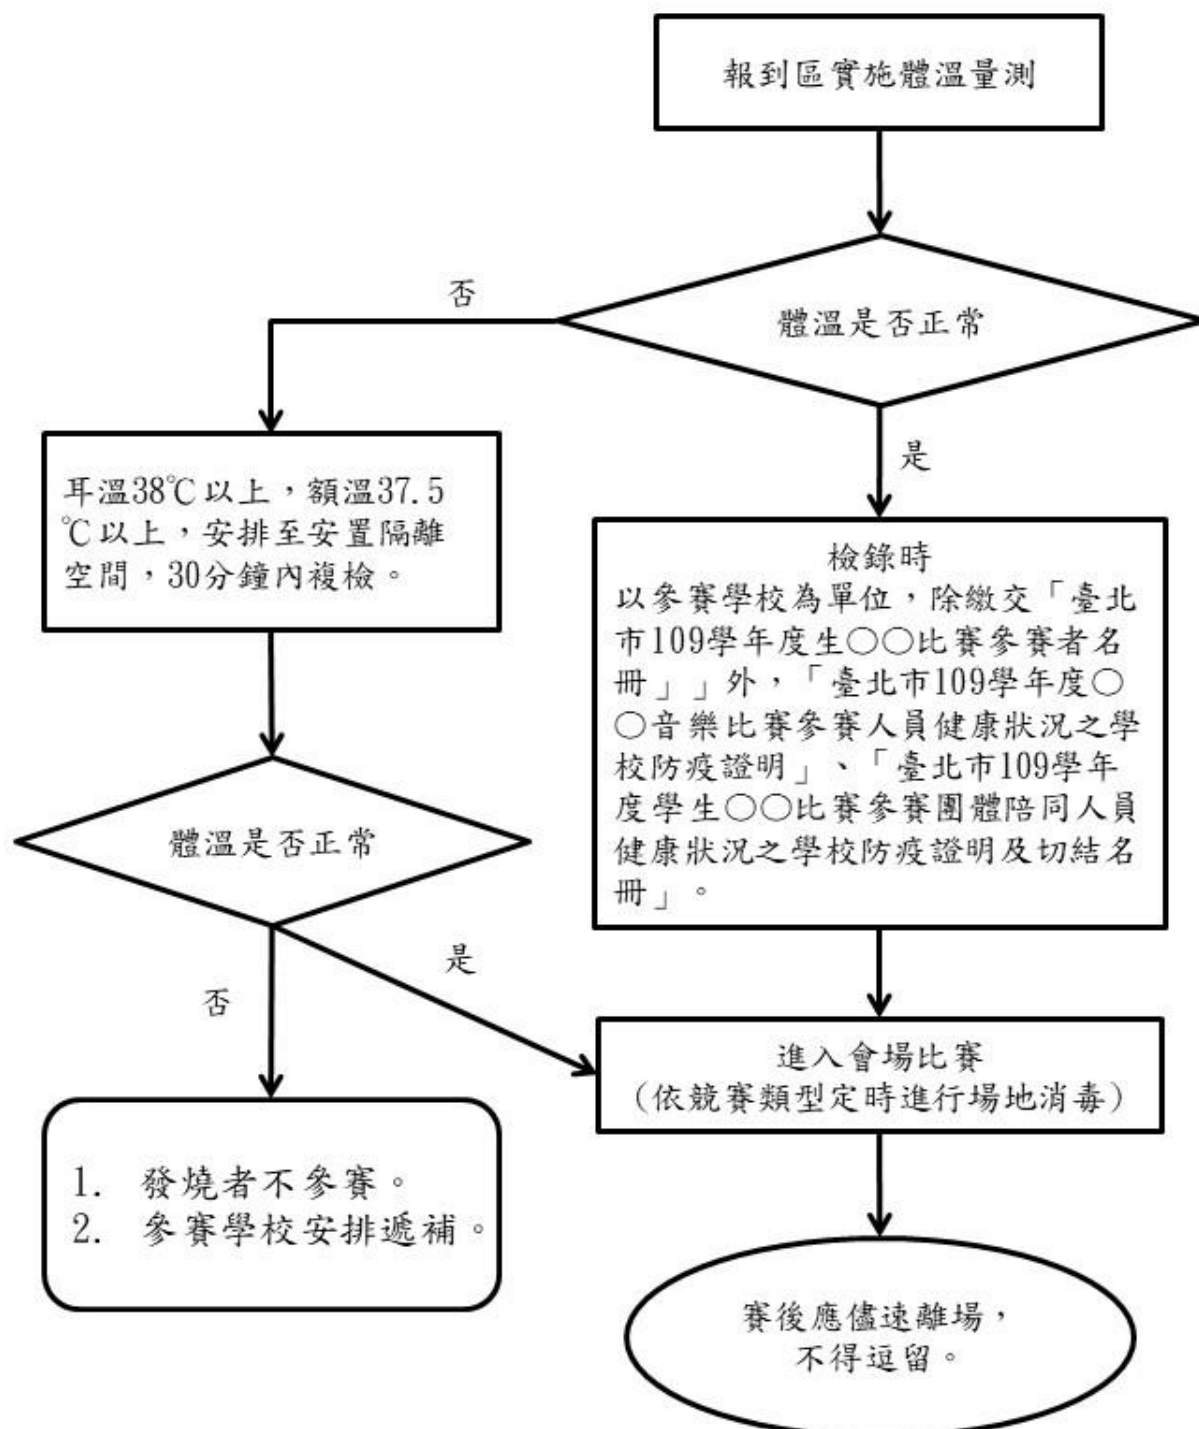 報到區實施體溫量測
體溫是否正常
否
是
耳溫38℃以上，額溫37.5
℃以上，安排至安置隔離
空間，30分鐘內複檢。
檢錄時
以參賽學校為單位，除繳交「臺北
市109學年度生〇〇比賽參賽者名
冊」」外，「臺北市109學年度〇
〇音樂比賽參賽人員健康狀況之學
校防疫證明」、「臺北市109學年
度學生〇〇比賽參賽團體陪同人員
健康狀況之學校防疫證明及切結名
冊」。
體溫是否正常
是
否
進入會場比賽
（依競賽類型定時進行場地消毒）
1. 發燒者不參賽。
2. 參賽學校安排遞補。
賽後應儘速離場，
不得逗留。